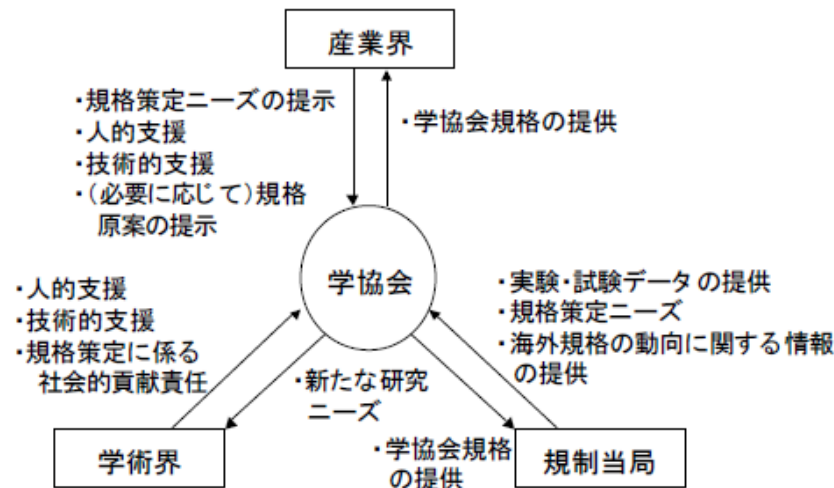 産業界
・規格策定ニーズの提示
・人的支援
・技術的支援
・(必要に応じて)規格
原案の提示
・学協会規格の提供
学協会
・人的支援
・技術的支援
・規格策定に係る
社会的貢献責任
・実験・試験データの提供
・規格策定ニーズ
・海外規格の動向に関する情報
の提供
・新たな研究
ニーズ
・学協会規格
の提供
学術界
規制当局